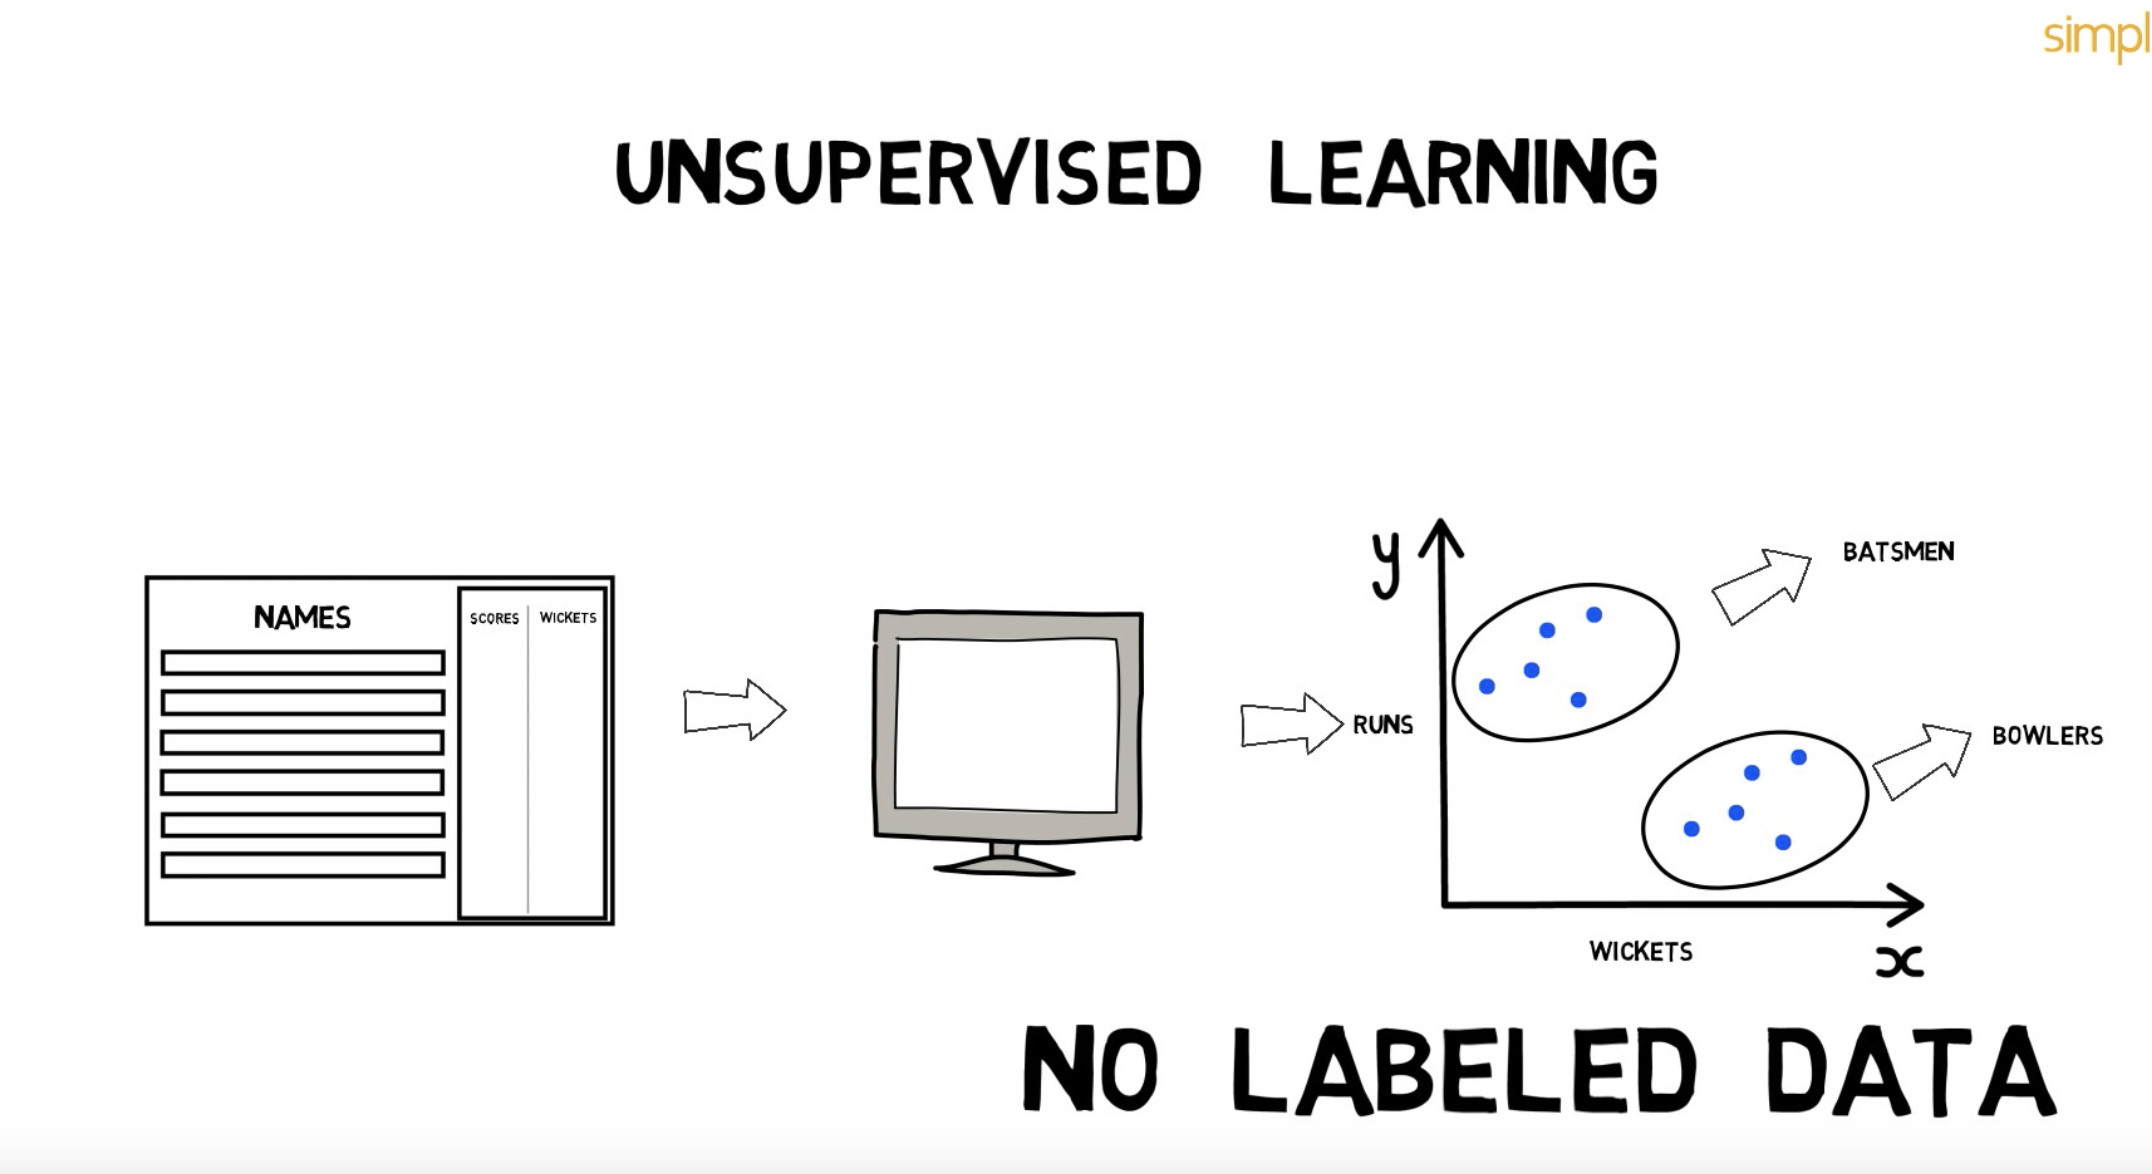 simpl
UNSUPERVISED LEARNING
NAMES
SCORES
WICKETS
y
RUNS
BATSMEN
BOWLERS
WICKETS
x
NO LABELED DATA